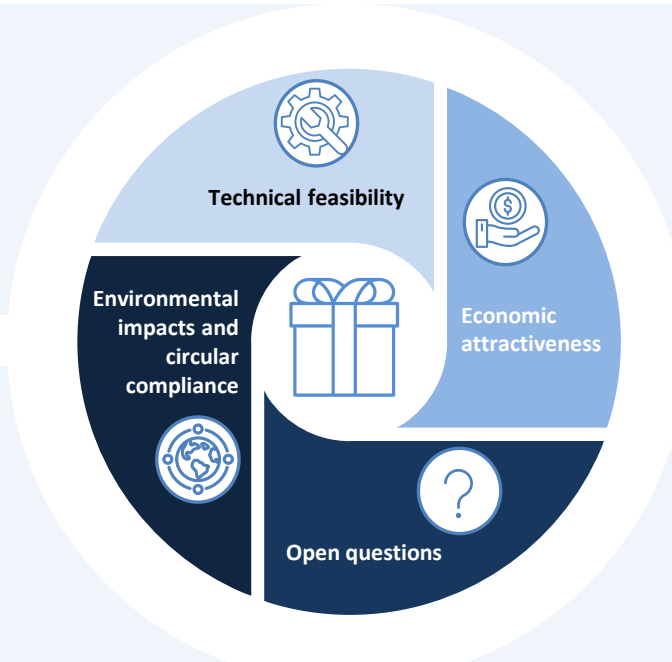 Technical feasibility
Economic
attractiveness
Environmental
impacts and
circular
compliance
$
?
Open questions